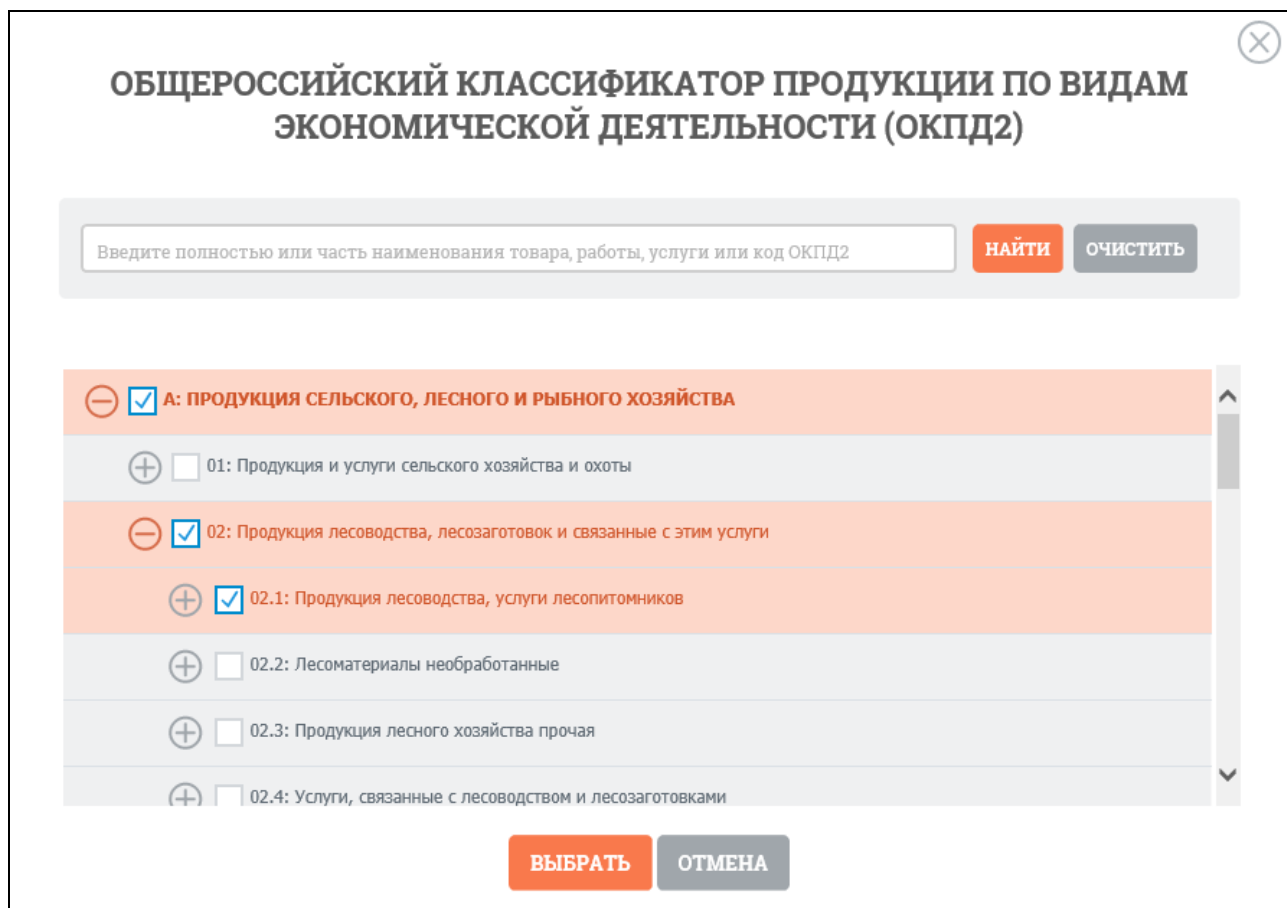 ОБЩЕРОССИЙСКИЙ КЛАССИФИКАТОР ПРОДУКЦИИ ПО ВИДАМ
ЭКОНОМИЧЕСКОЙ ДЕЯТЕЛЬНОСТИ (ОКПД2)
Введите полностью или часть наименования товара, работы, услуги или код ОКПД2
НАЙТИ
ОЧИСТИТЬ
А: ПРОДУКЦИЯ СЕЛЬСКОГО, ЛЕСНОГО И РЫБНОГО ХОЗЯЙСТВА
01: Продукция и услуги сельского хозяйства и охоты
02: Продукция лесоводства, лесозаготовок и связанные с этим услуги
02.1: Продукция лесоводства, услуги лесопитомников
02.2: Лесоматериалы необработанные
02.3: Продукция лесного хозяйства прочая
02.4: Услуги, связанные с лесоводством и лесозаготовками
ВЫБРАТЬ
ОТМЕНА